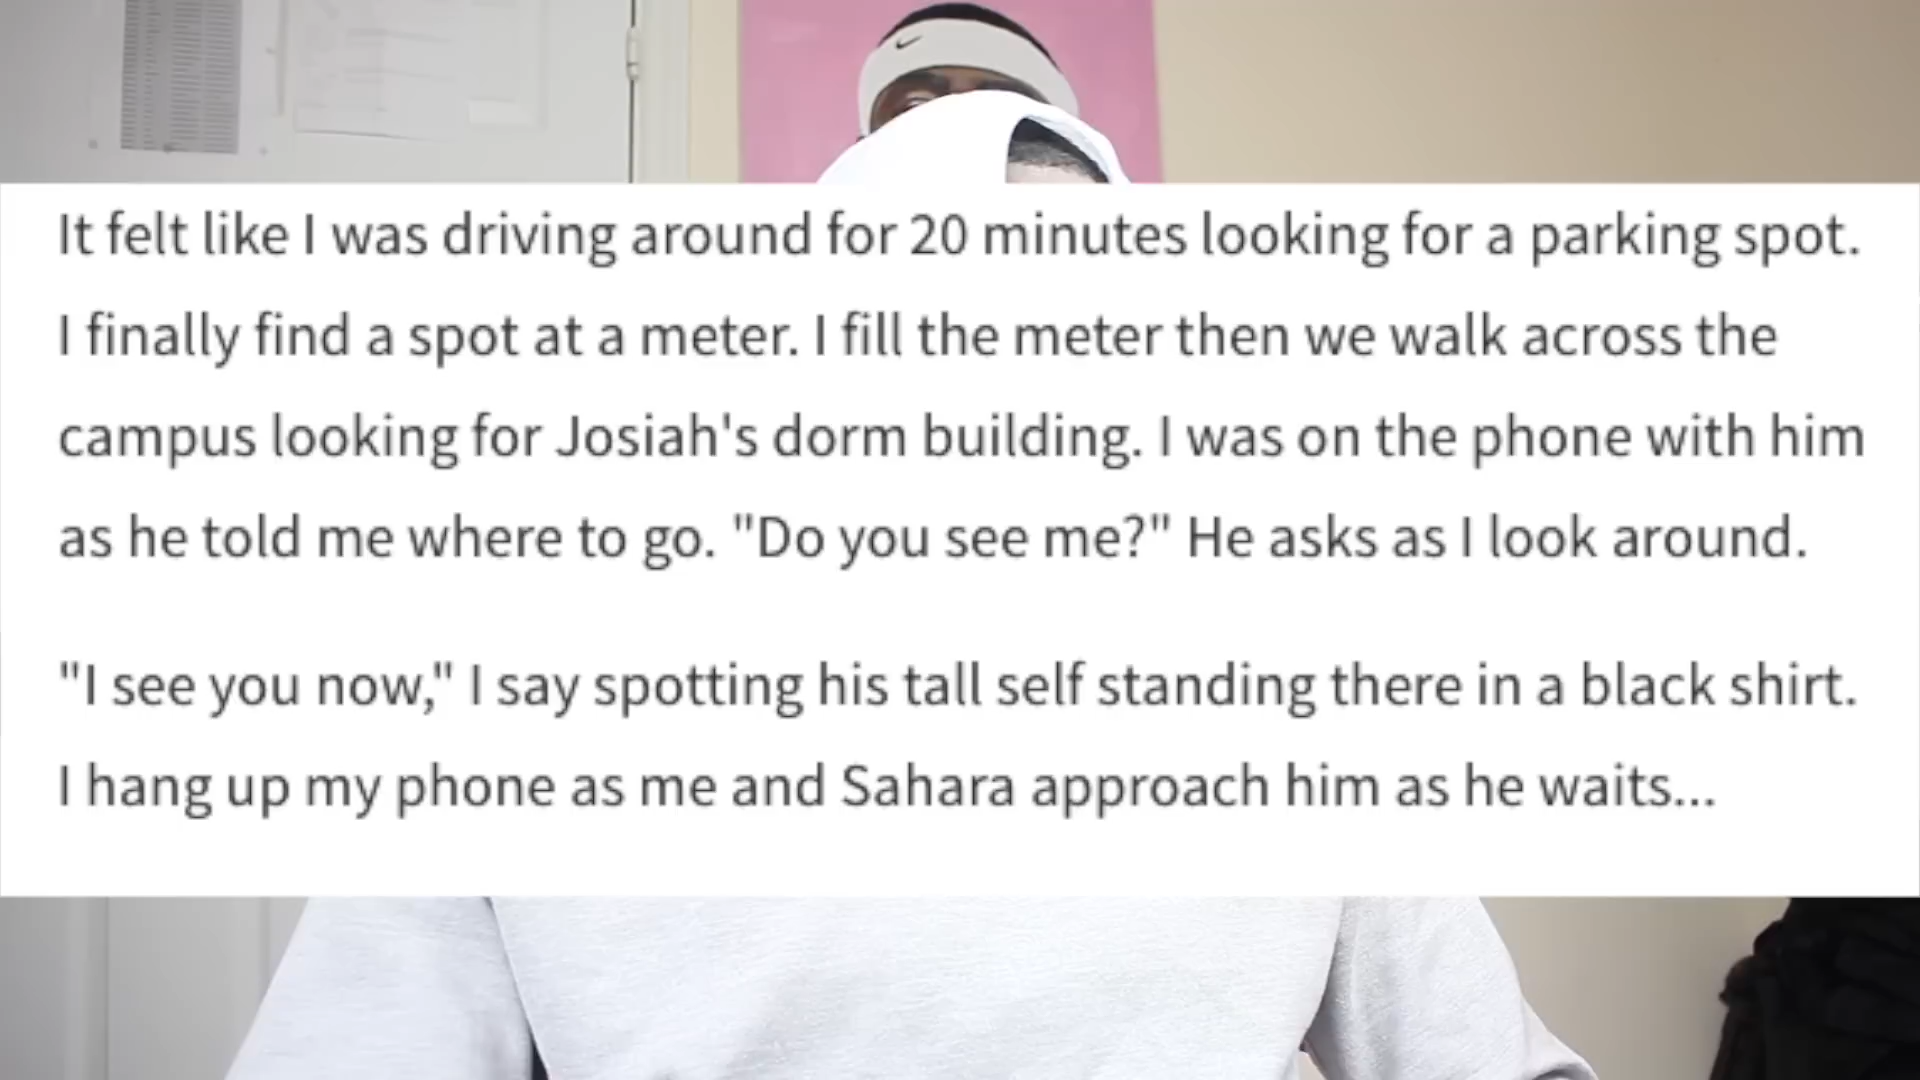 It felt like I was driving around for 20 minutes looking for a parking spot.
I finally find a spot at a meter. I fill the meter then we walk across the
campus looking for Josiah's dorm building. I was on the phone with him
as he told me where to go. "Do you see me?" He asks as I look around.
"I see you now," I say spotting his tall self standing there in a black shirt.
I hang up my phone as me and Sahara approach him as he waits...